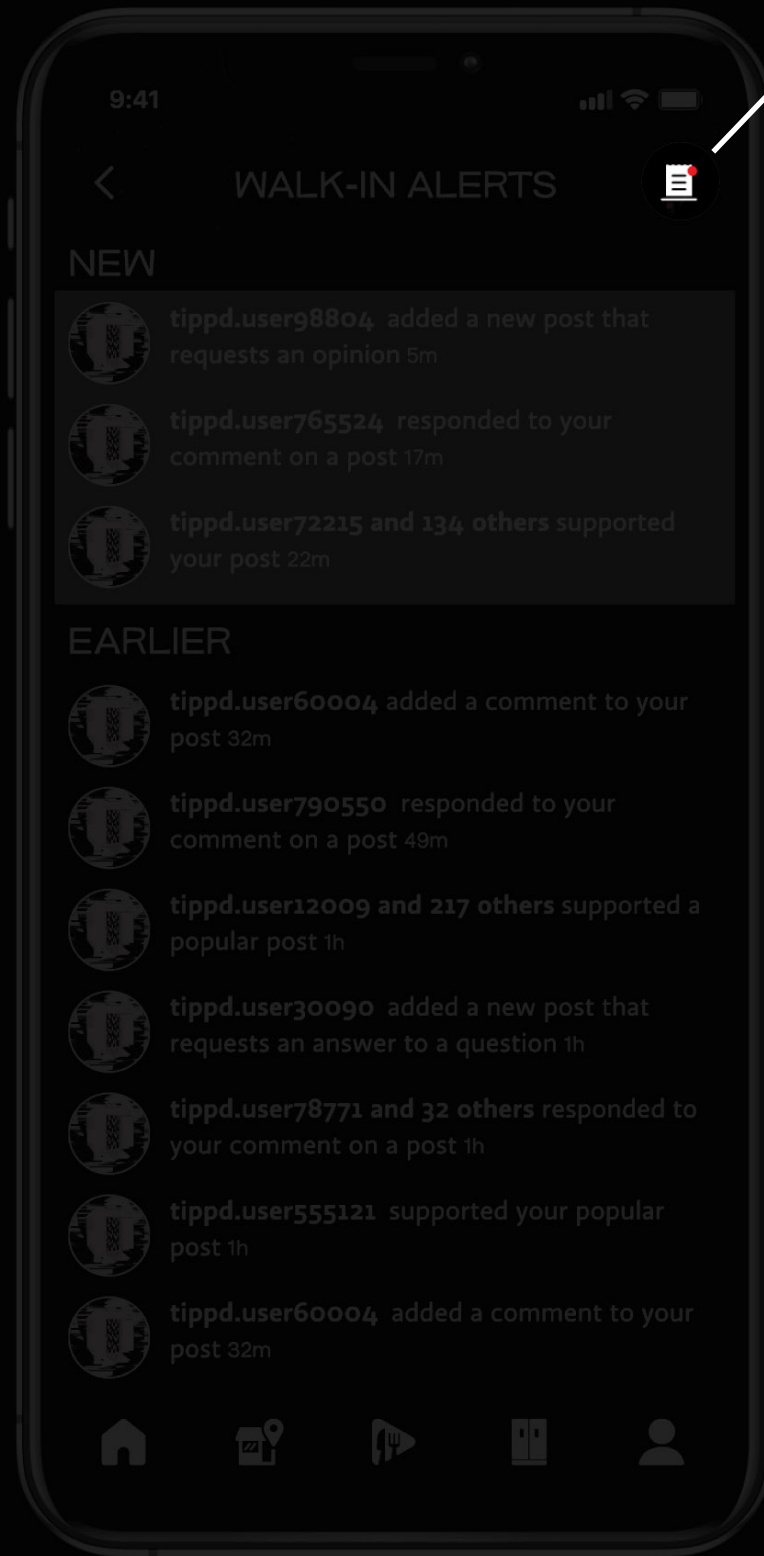 9:41
WALK-IN ALERTS
NEW
tippd.user98804 added a new post that
requests an opinion 5m
tippd.user765524 responded to your
comment on a post 17m
tippd.user72215 and 134 others supported
your post 22m
EARLIER
tippd.user60004 added a comment to your
post 32m
tippd.user790550 responded to your
comment on a post 49m
tippd.user12009 and 217 others supported a
popular post 1h
tippd.user30090 added a new post that
requests an answer to a question 1h
tippd.user78771 and 32 others responded to
your comment on a post 1h
tippd.user555121 supported your popular
post 1h
tippd.user60004 added a comment to your
post 32m